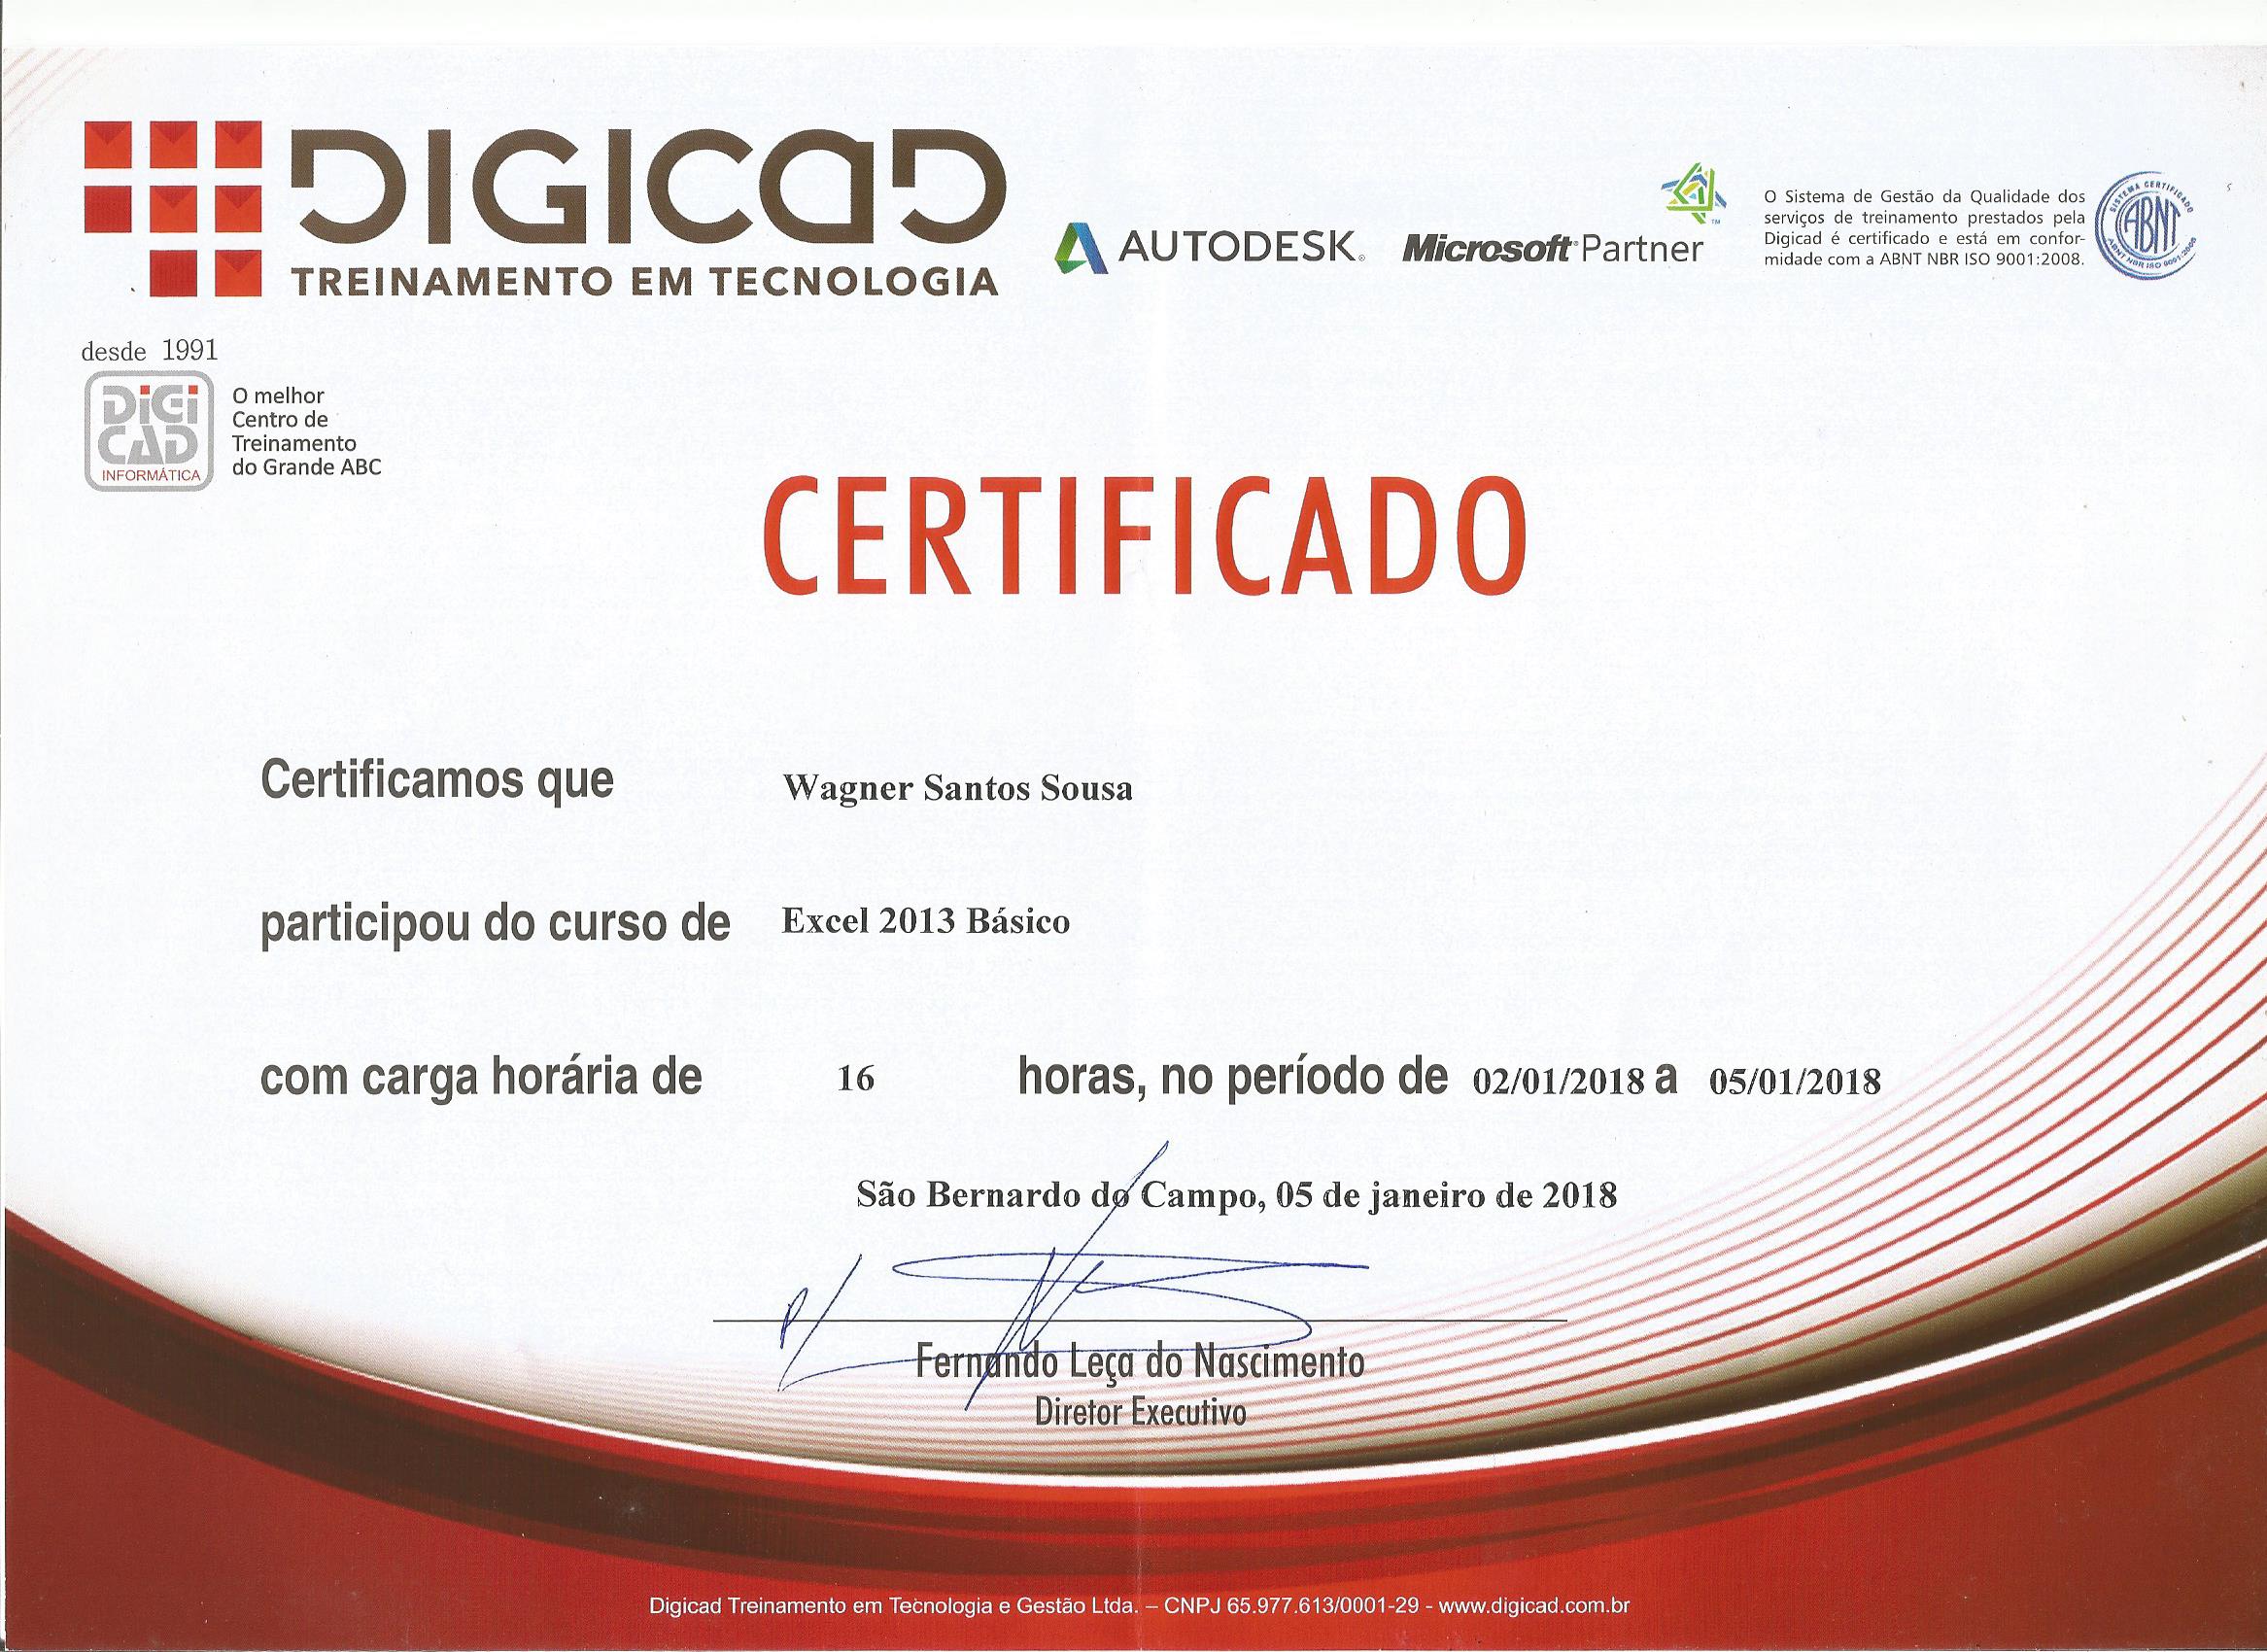 DIGICAD
TREINAMENTO EM TECNOLOGIA
AUTODESK®
Microsoft® Partner
TM
O Sistema de Gestão da Qualidade dos
serviços de treinamento prestados pela
Digicad é certificado e está em confor-
midade com a ABNT NBR ISO 9001:2008.
SISTEMA CERTIFICADO
ABNT
ABNT NBR ISO 9001:2008
desde 1991
DIGI
CAD
INFORMÁTICA
O melhor
Centro de
Treinamento
do Grande ABC
CERTIFICADO
Certificamos que Wagner Santos Sousa
participou do curso de Excel 2013 Básico
com carga horária de 16 horas, no período de 02/01/2018 a 05/01/2018
São Bernardo do Campo, 05 de janeiro de 2018
Fernando Leça do Nascimento
Diretor Executivo
Digicad Treinamento em Tecnologia e Gestão Ltda. – CNPJ 65.977.613/0001-29 - www.digicad.com.br